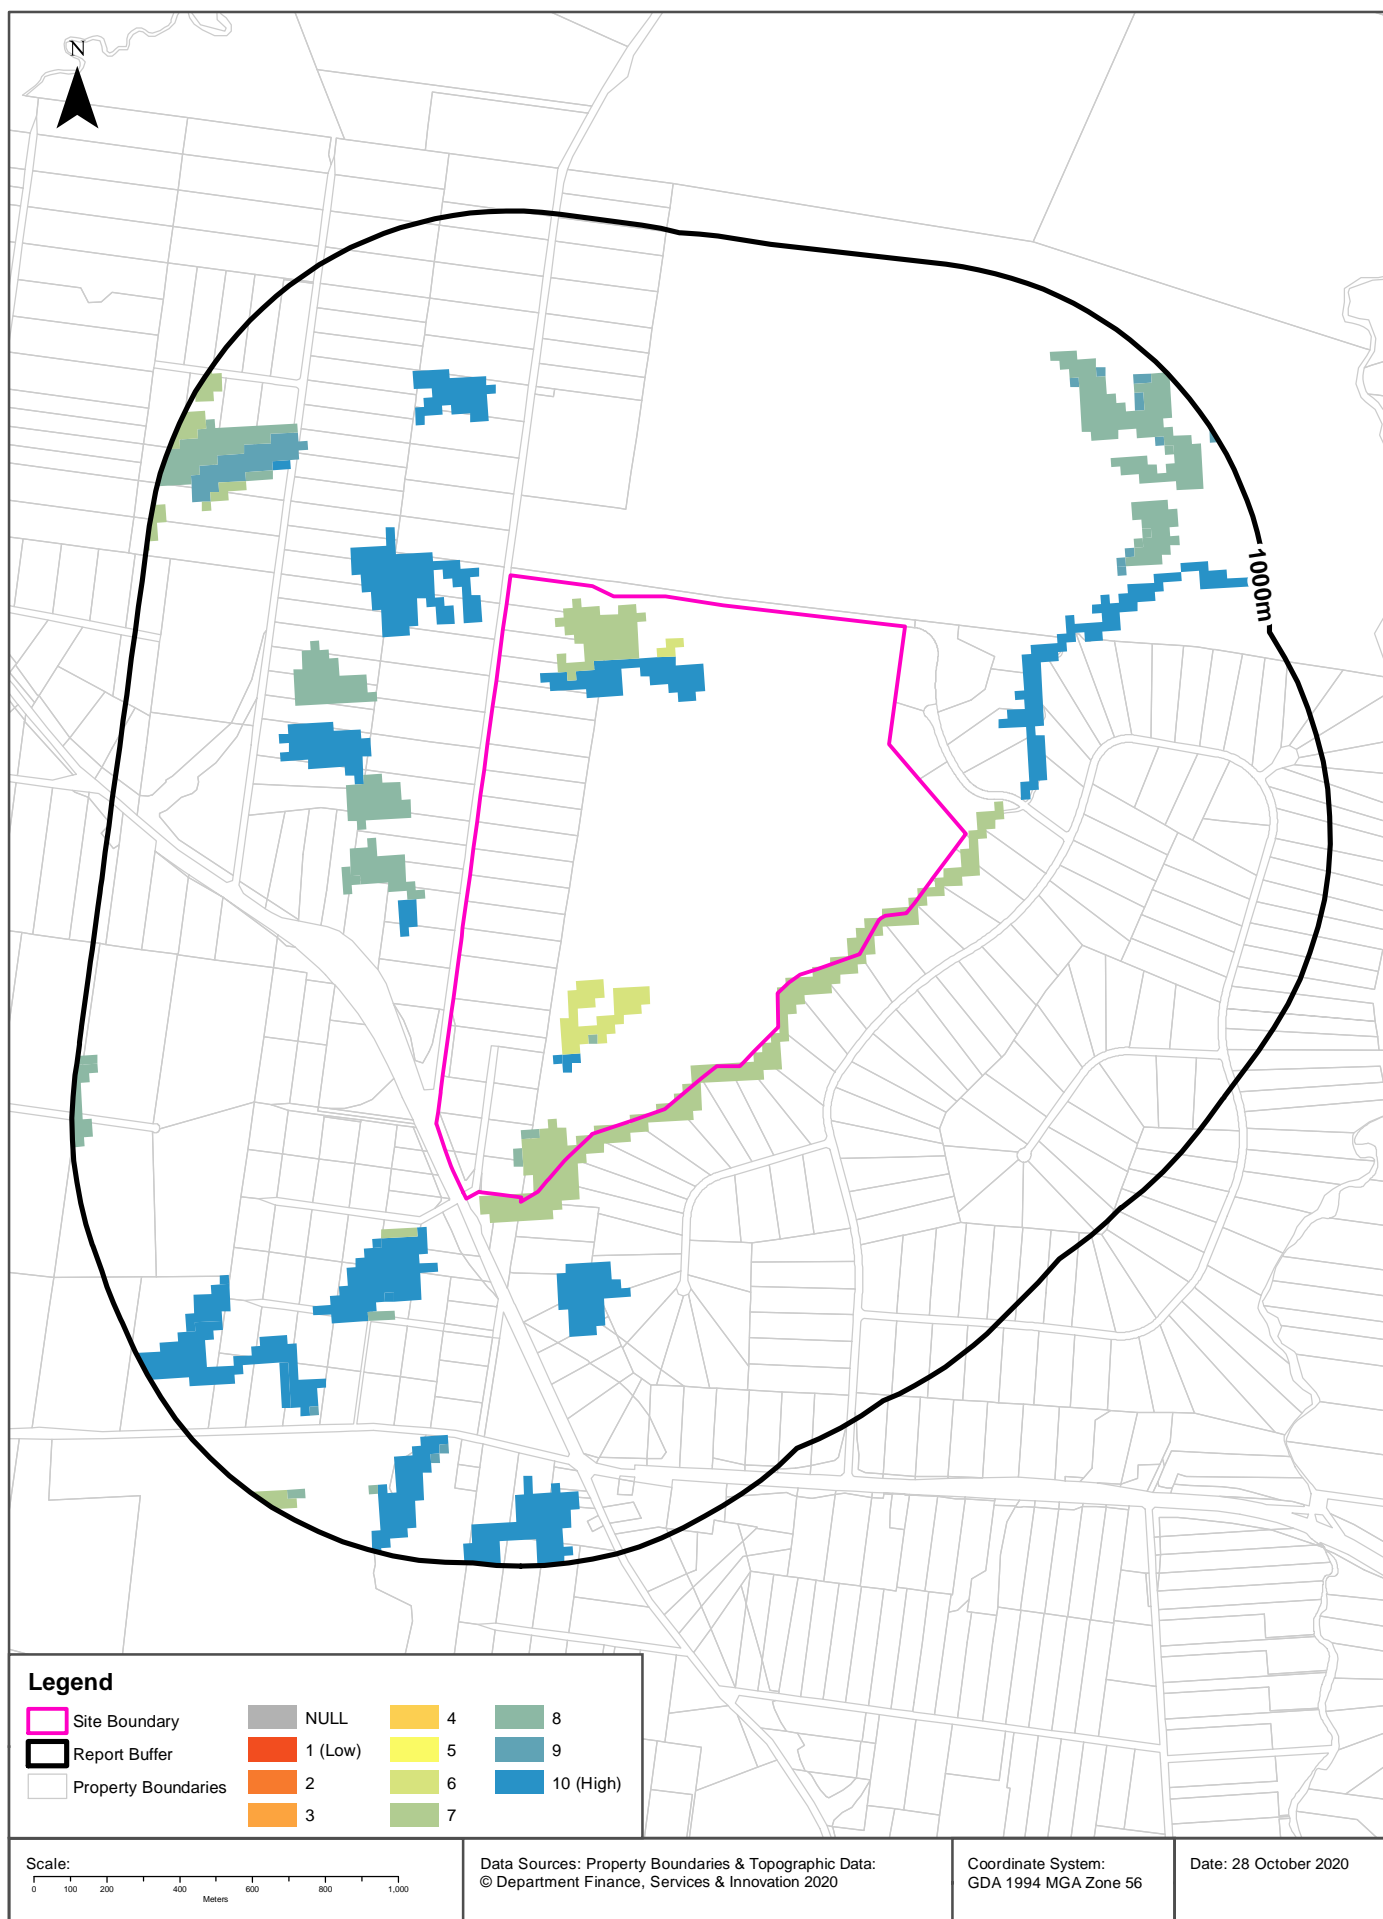 N
1000m
Legend
Site Boundary
Report Buffer
Property Boundaries
NULL
1 (Low)
2
3
4
5
6
7
8
9
10 (High)
Scale:
0 100 200 400 600 800 1,000
Meters
Data Sources: Property Boundaries & Topographic Data:
© Department Finance, Services & Innovation 2020
Coordinate System:
GDA 1994 MGA Zone 56
Date: 28 October 2020